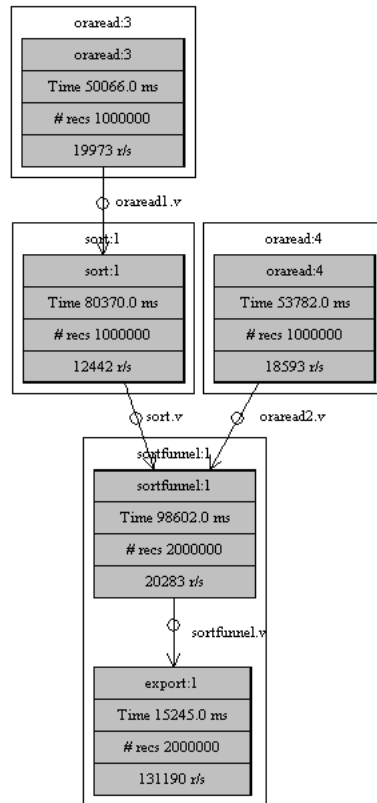 oraread:3
oraread:3
Time 50066.0 ms
# recs 1000000
19973 r/s
oraread1.v
sort:1
sort:1
Time 80370.0 ms
# recs 1000000
12442 r/s
oraread:4
oraread:4
Time 53782.0 ms
# recs 1000000
18593 r/s
sort.v
oraread2.v
sortfunnel:1
sortfunnel:1
Time 98602.0 ms
# recs 2000000
20283 r/s
sortfunnel.v
export:1
Time 15245.0 ms
# recs 2000000
131190 r/s